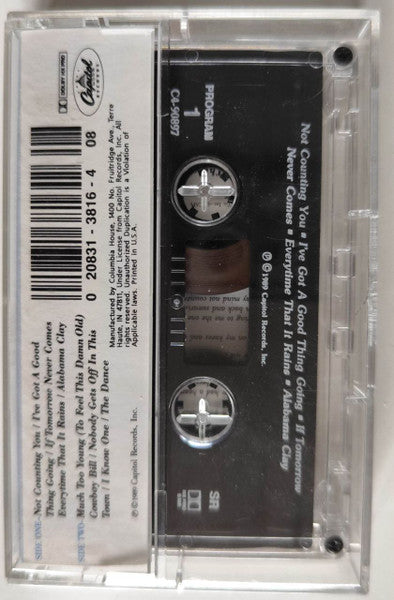 DOLBY HX PRO
Capitol
RECORDS
0 20831 - 3816 - 4 08
Manufactured by Columbia House, 1400 No. Fruitridge Ave., Terre
Haute, IN 47811, Under License from Capitol Records, Inc. All
rights reserved. Unauthorized Duplication is a Violation of
Applicable laws. Printed in U.S.A.
SIDE ONE—Not Counting You / I've Got A Good
Thing Going / If Tomorrow Never Comes
Everytime That It Rains / Alabama Clay
SIDE TWO—Much Too Young (To Feel This Damn Old)
Cowboy Bill / Nobody Gets Off In This
Town / I Know One / The Dance
©1989 Capitol Records, Inc.
PROGRAM
1
C4-90897
℗ © 1989 Capitol Records, Inc.
SR
Not Counting You ■ I've Got A Good Thing Going ■ If Tomorrow
Never Comes ■ Everytime That It Rains ■ Alabama Clay